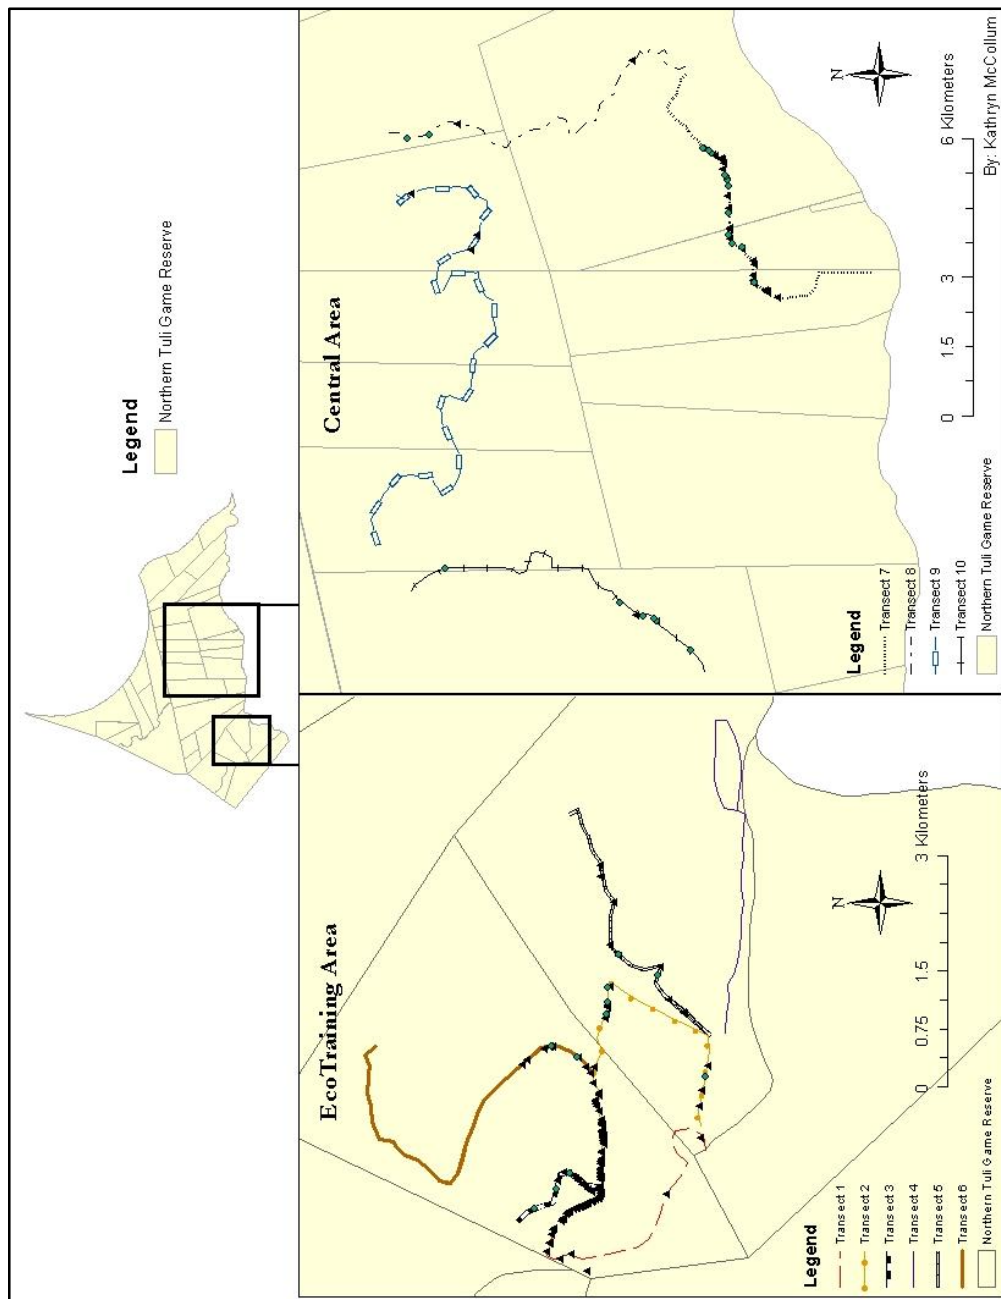 Legend
Northern Tuli Game Reserve
EcoTraining Area
N
Legend
Transect 1
Transect 2
Transect 3
Transect 4
Transect 5
Transect 6
Northern Tuli Game Reserve
0 0.75 1.5 3 Kilometers
Central Area
N
Legend
Transect 7
Transect 8
Transect 9
Transect 10
Northern Tuli Game Reserve
0 1.5 3 6 Kilometers
By: Kathryn McCollum